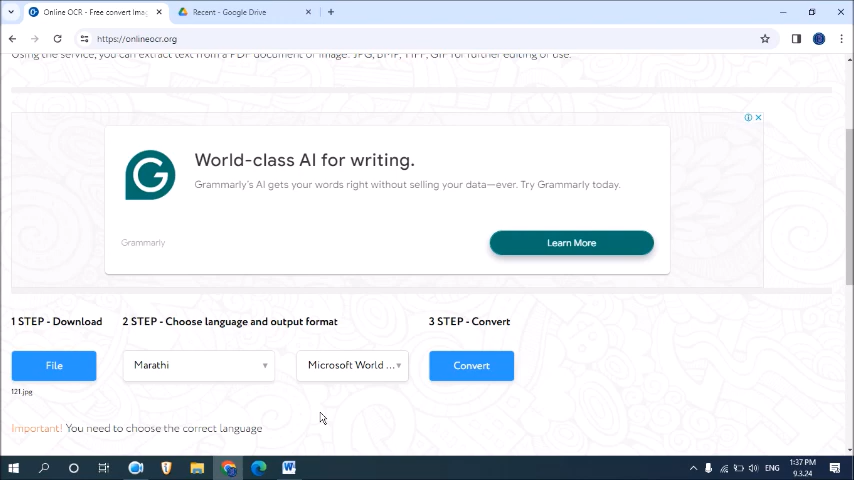 Online OCR - Free convert imag
Recent - Google Drive
https://onlineocr.org
Using the service, you can extract text from a PDF document or image: JPG, BMP, TIFF, GIF for further editing or use.
World-class AI for writing.
Grammarly's AI gets your words right without selling your data—ever. Try Grammarly today.
Grammarly
Learn More
1 STEP - Download 2 STEP - Choose language and output format 3 STEP - Convert
File Marathi Microsoft World ... Convert
121.jpg
Important! You need to choose the correct language
ENG
1:37 PM
9.3.24